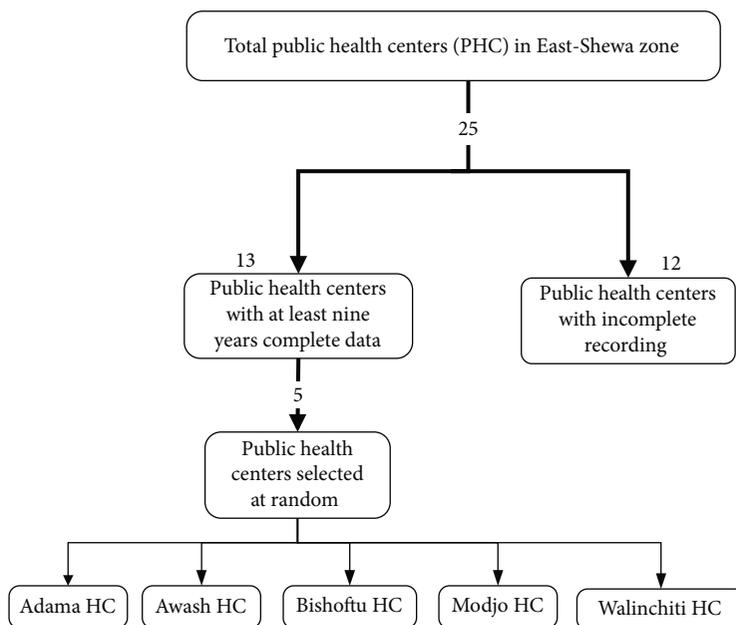 Total public health centers (PHC) in East-Shewa zone
25
13
Public health centers
with at least nine
years complete data
12
Public health centers
with incomplete
recording
5
Public health
centers selected
at random
Adama HC
Awash HC
Bishoftu HC
Modjo HC
Walinchiti HC